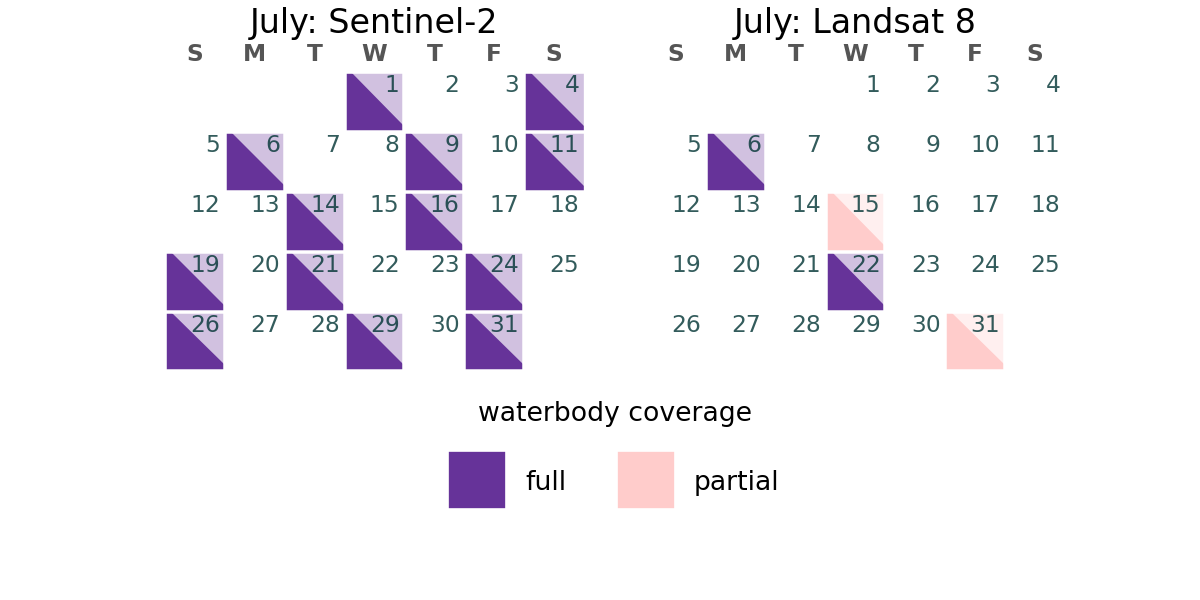 July: Sentinel-2
S M T W T F S
1 2 3 4
5 6 7 8 9 10 11
12 13 14 15 16 17 18
19 20 21 22 23 24 25
26 27 28 29 30 31
July: Landsat 8
S M T W T F S
1 2 3 4
5 6 7 8 9 10 11
12 13 14 15 16 17 18
19 20 21 22 23 24 25
26 27 28 29 30 31
waterbody coverage
full
partial